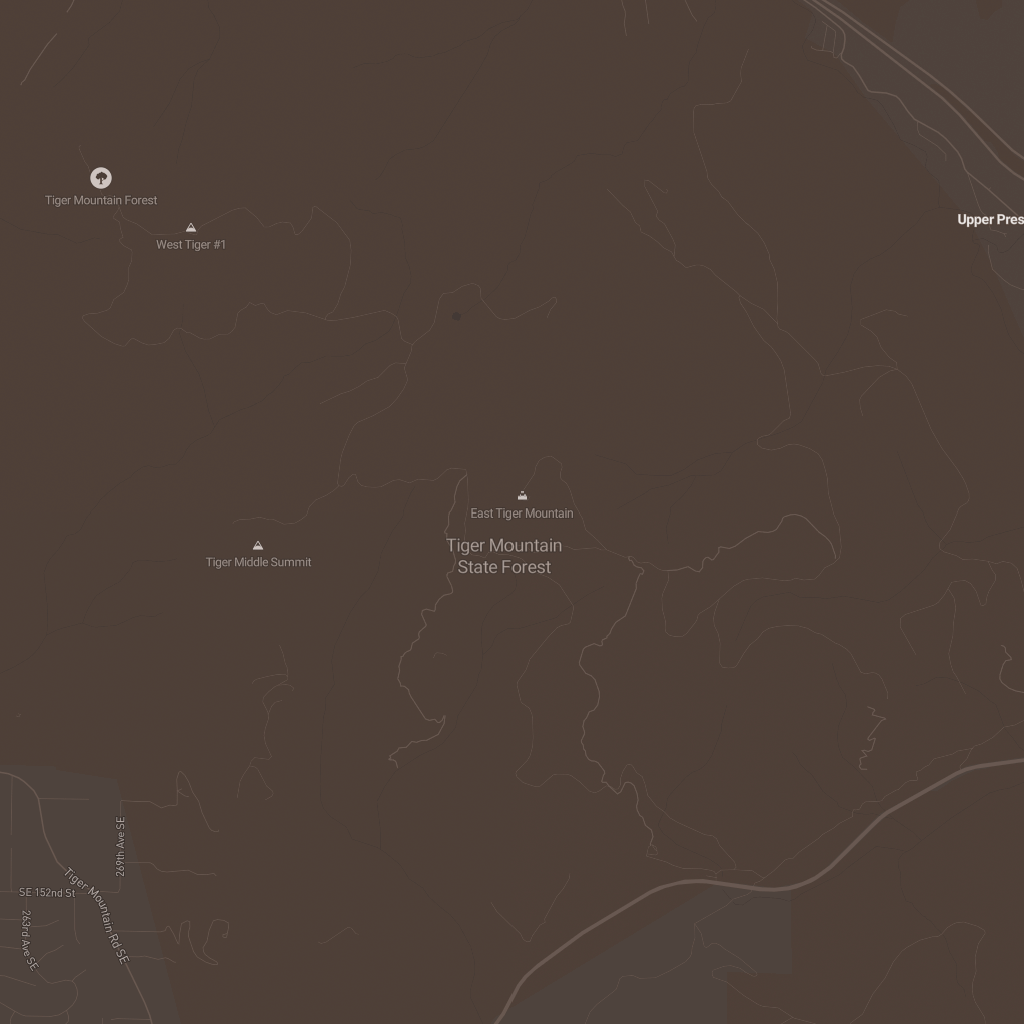 Tiger Mountain Forest
Upper Pres
West Tiger #1
East Tiger Mountain
Tiger Mountain
State Forest
Tiger Middle Summit
269th Ave SE
Tiger Mountain Rd SE
SE 152nd St
263rd Ave SE